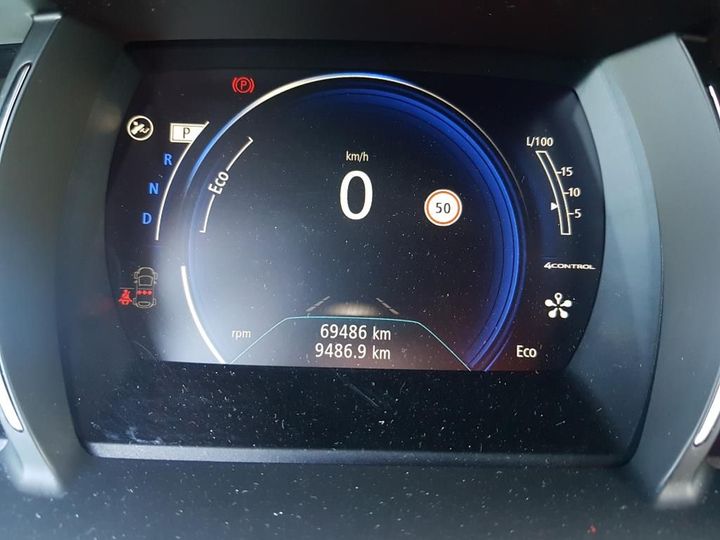 P
P
R
N
D
Eco
km/h
0
50
L/100
15
10
5
4CONTROL
rpm
69486 km
9486.9 km
Eco